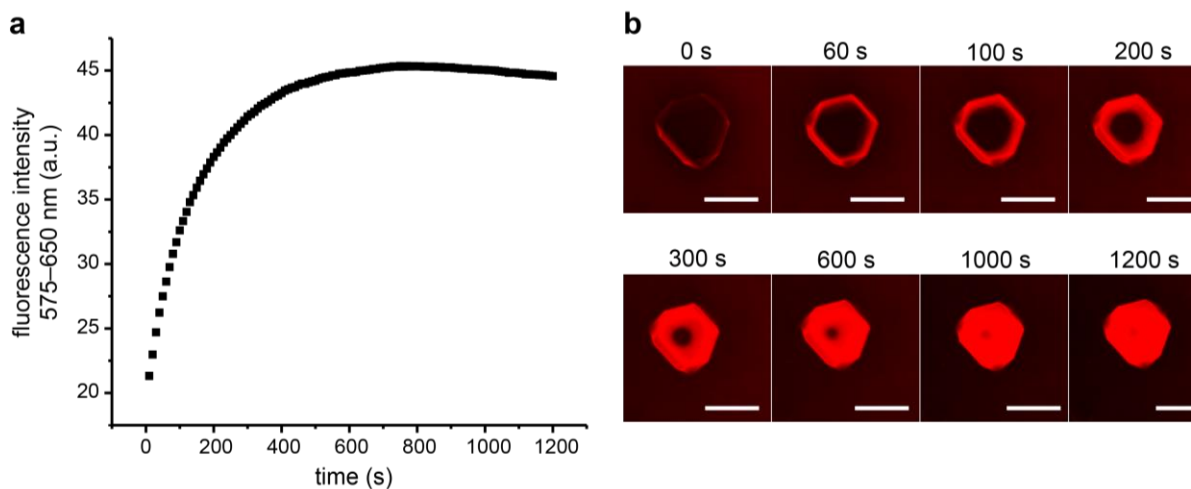 a
fluorescence intensity
575–650 nm (a.u.)
45
40
35
30
25
20
0 200 400 600 800 1000 1200
time (s)
b
0 s 60 s 100 s 200 s
300 s 600 s 1000 s 1200 s